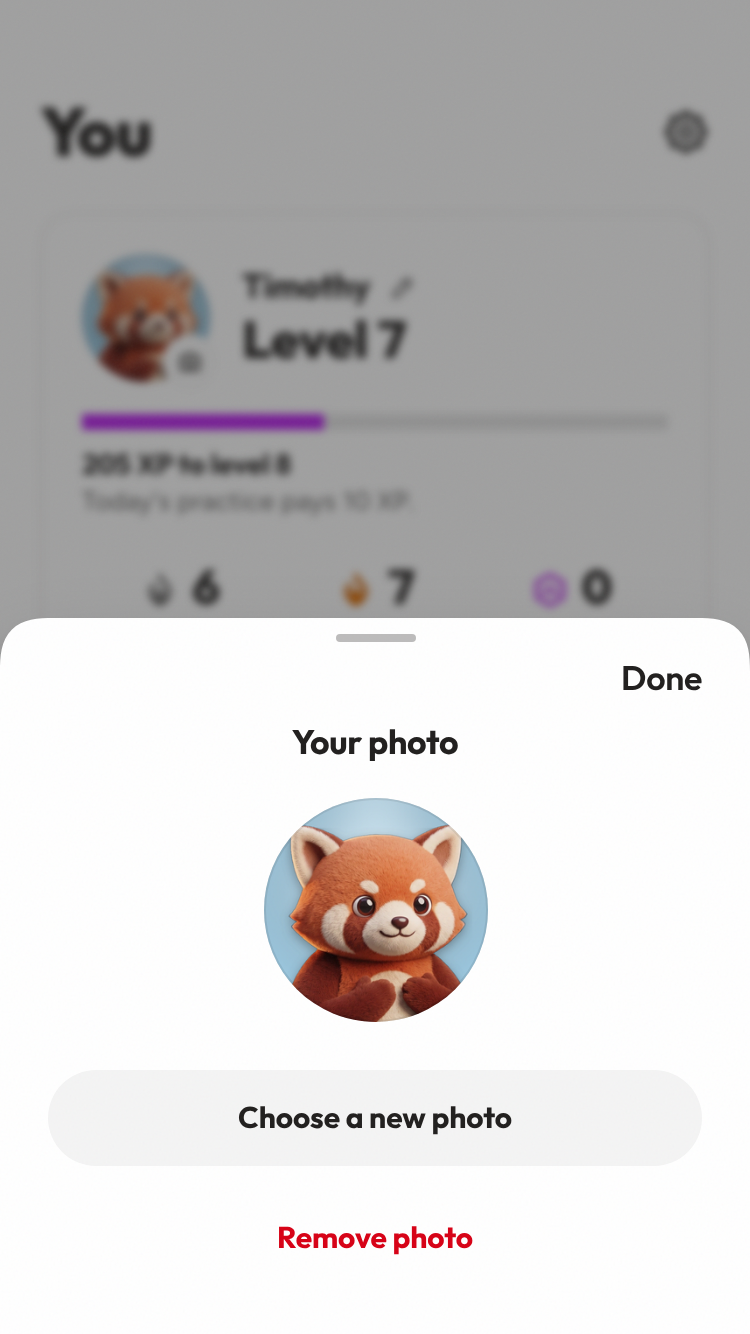 You
Timothy
Level 7
205 XP to level 8
Today's practice pays 10 XP.
6 7 0
Done
Your photo
Choose a new photo
Remove photo